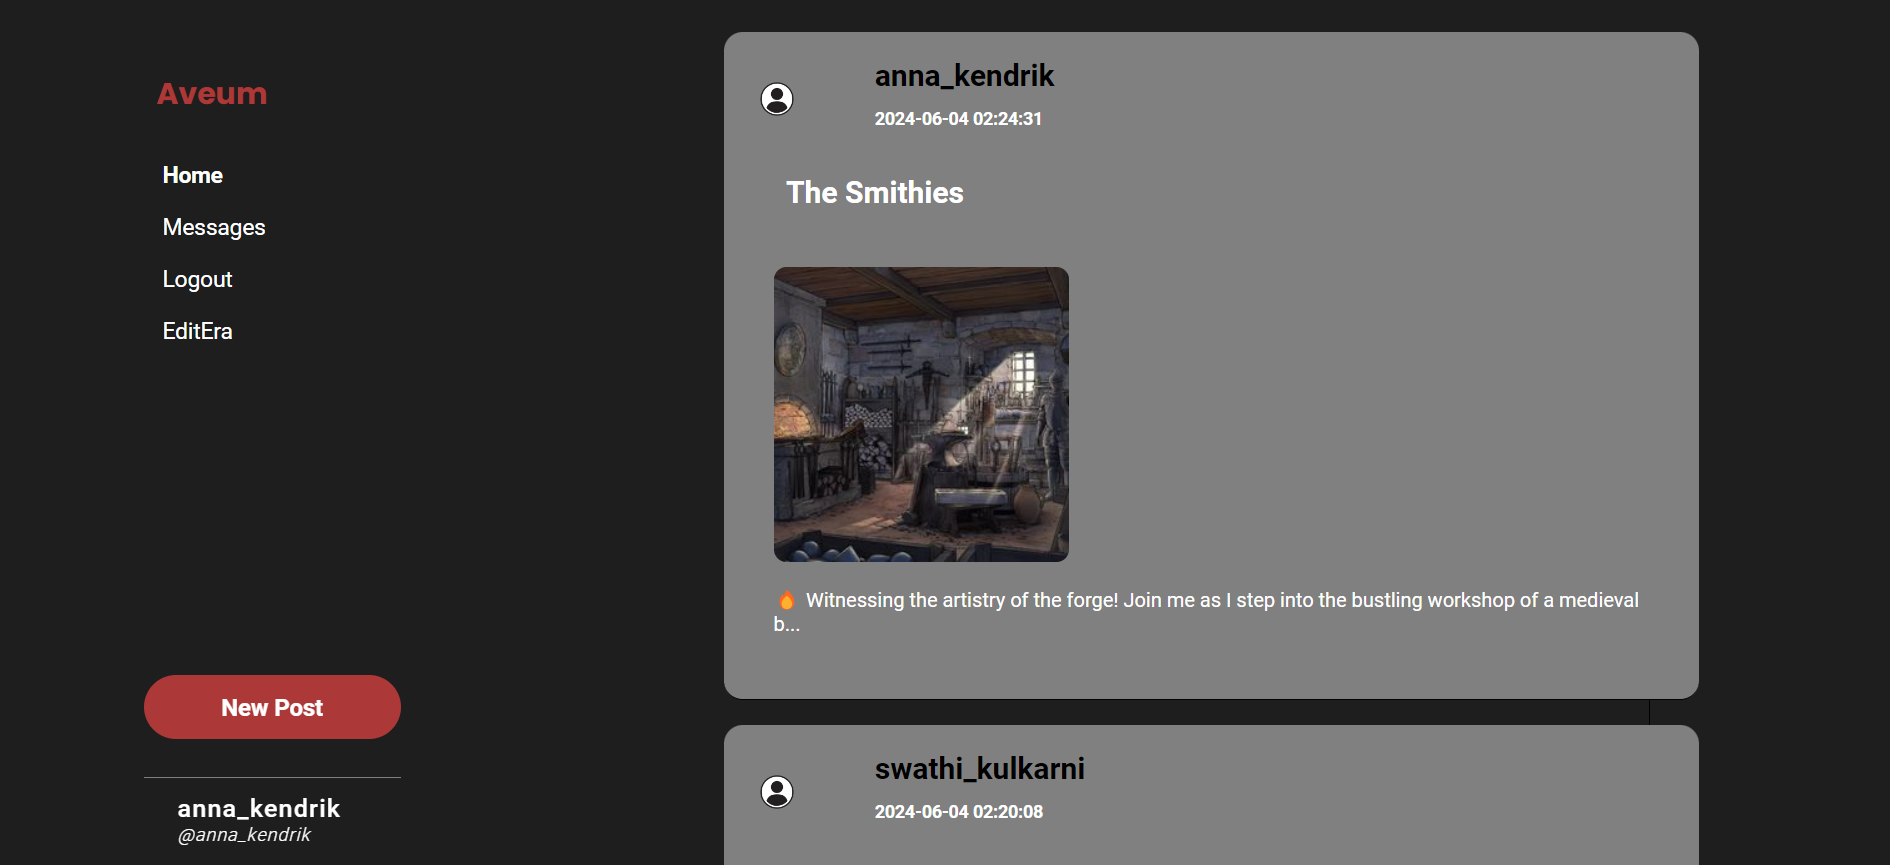 Aveum
Home
Messages
Logout
EditEra
New Post
anna_kendrik
@anna_kendrik
anna_kendrik
2024-06-04 02:24:31
The Smithies
🔥 Witnessing the artistry of the forge! Join me as I step into the bustling workshop of a medieval
b...
swathi_kulkarni
2024-06-04 02:20:08